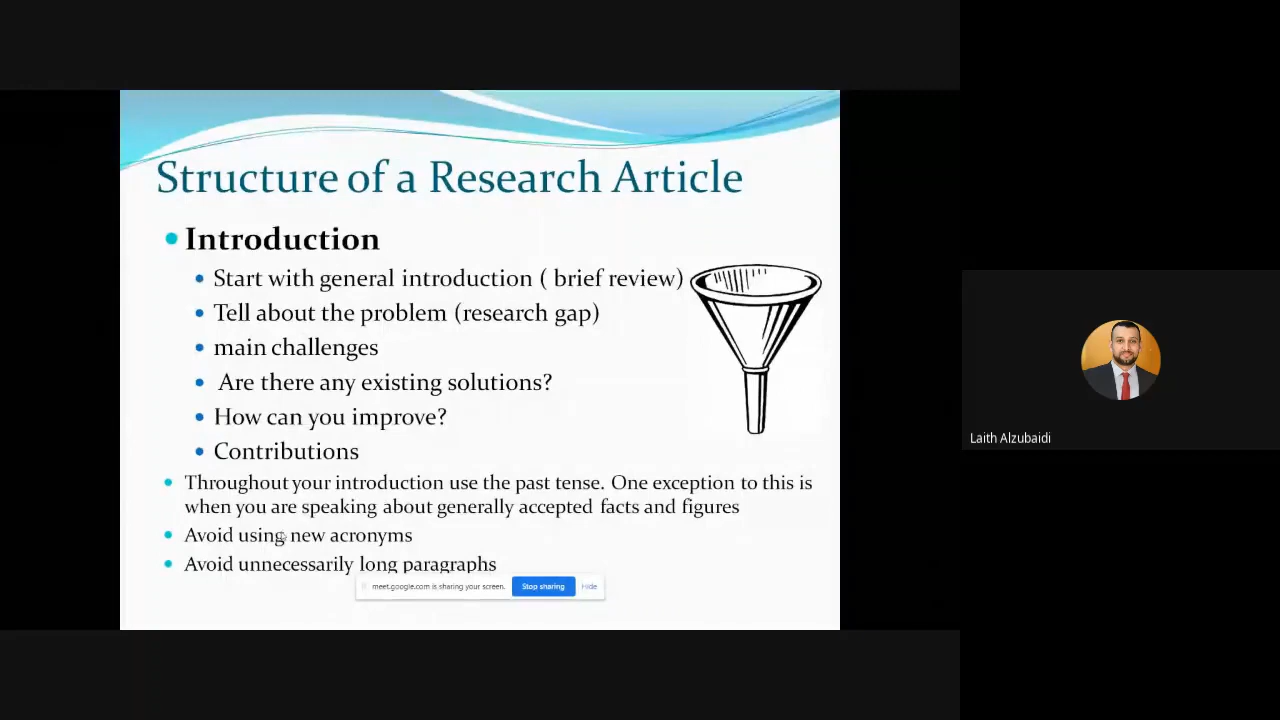 Structure of a Research Article
Introduction
Start with general introduction ( brief review)
Tell about the problem (research gap)
main challenges
Are there any existing solutions?
How can you improve?
Contributions
Throughout your introduction use the past tense. One exception to this is
when you are speaking about generally accepted facts and figures
Avoid using new acronyms
Avoid unnecessarily long paragraphs
meet.google.com is sharing your screen. Stop sharing Hide
Laith Alzubaidi